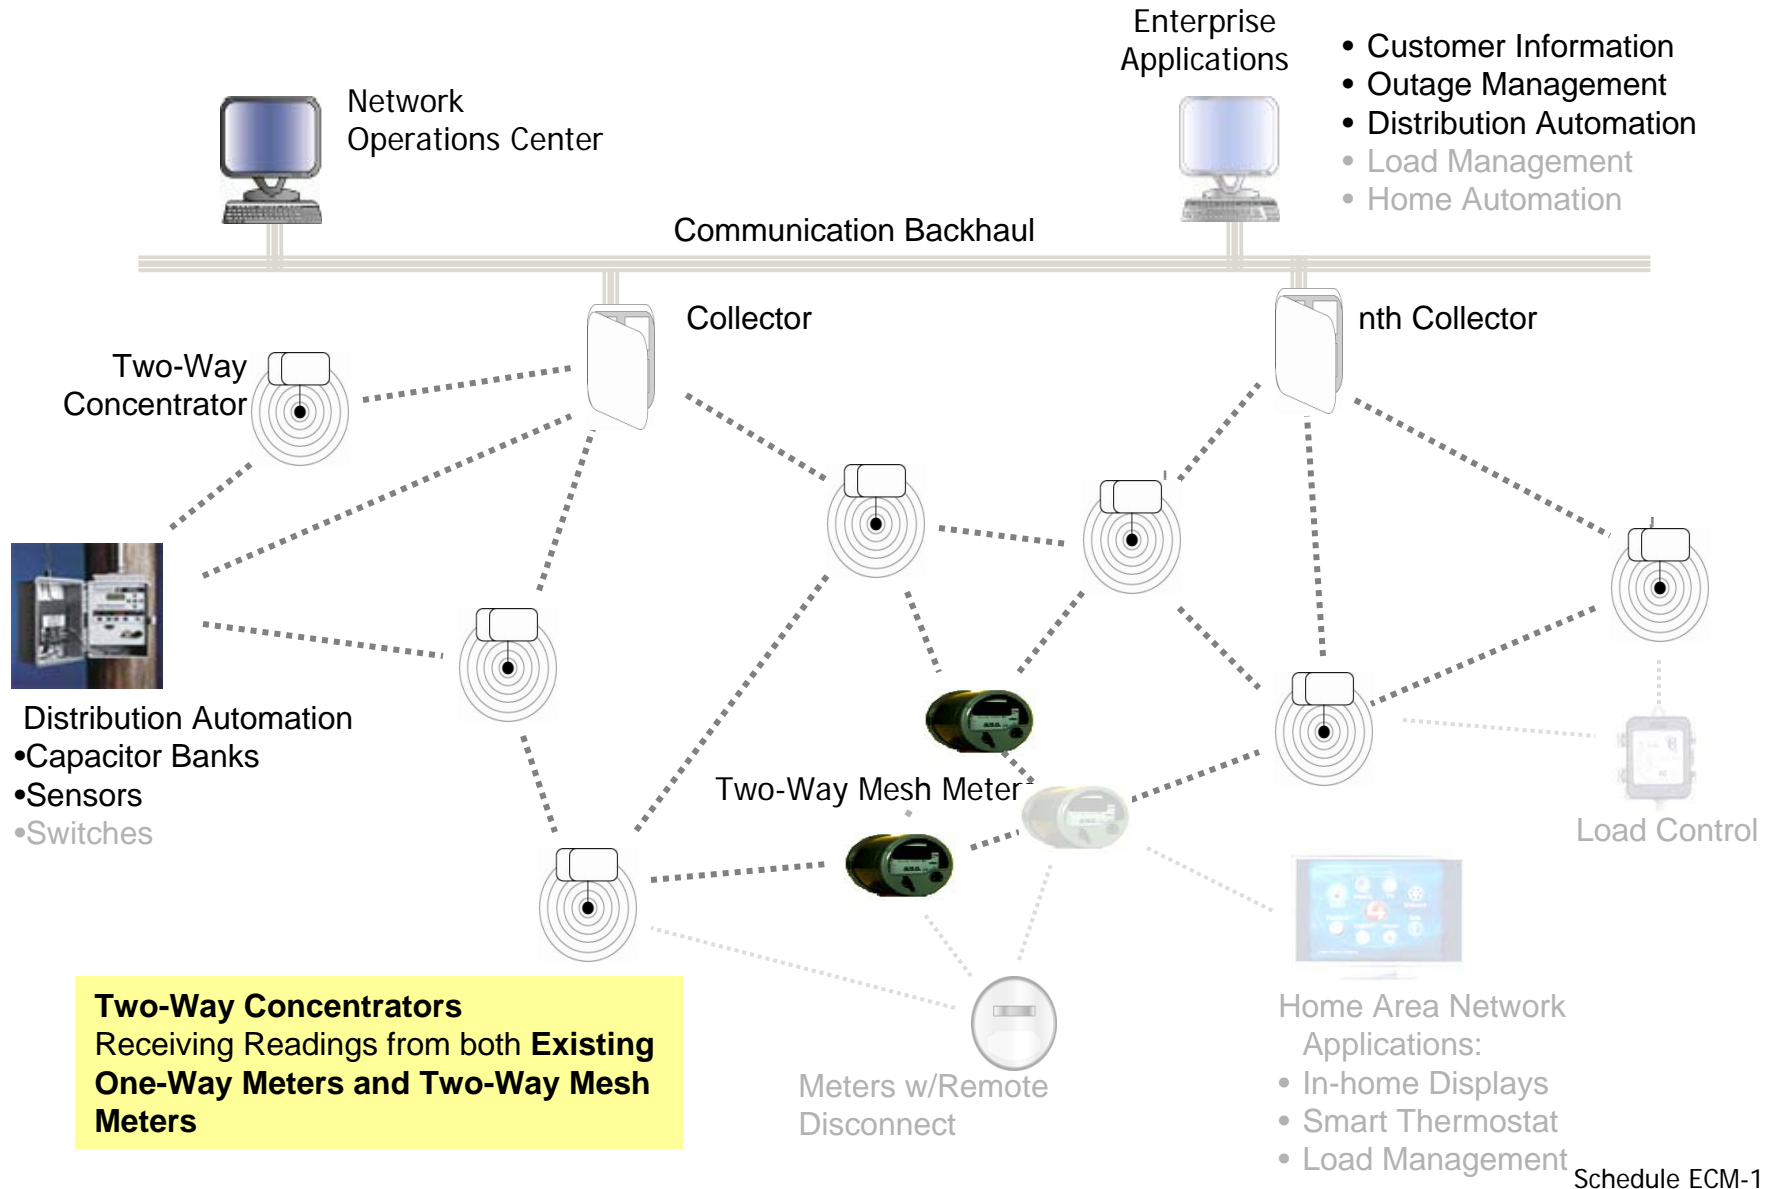 Enterprise
Applications
• Customer Information
• Outage Management
• Distribution Automation
• Load Management
• Home Automation
Network
Operations Center
Communication Backhaul
Collector
nth Collector
Two-Way
Concentrator
Distribution Automation
•Capacitor Banks
•Sensors
•Switches
Two-Way Mesh Meter
Load Control
Two-Way Concentrators
Receiving Readings from both Existing
One-Way Meters and Two-Way Mesh
Meters
Meters w/Remote
Disconnect
Home Area Network
Applications:
• In-home Displays
• Smart Thermostat
• Load Management
Schedule ECM-1